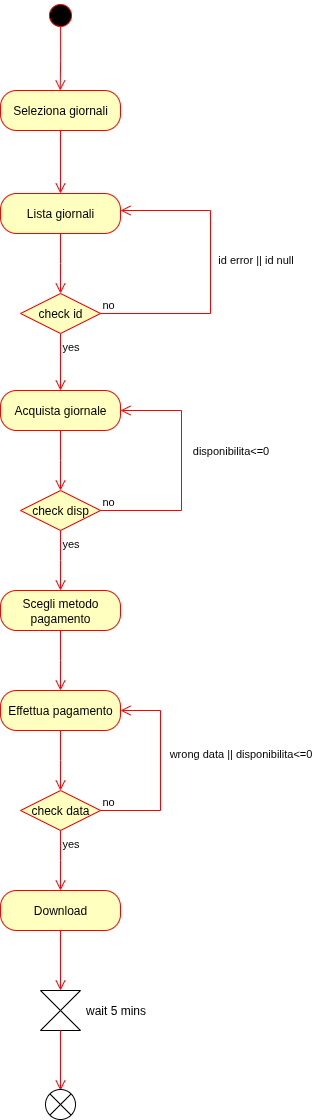 Seleziona giornali
Lista giornali
id error || id null
check id
no
yes
Acquista giornale
disponibilita<=0
check disp
no
yes
Scegli metodo
pagamento
Effettua pagamento
wrong data || disponibilita<=0
check data
no
yes
Download
wait 5 mins